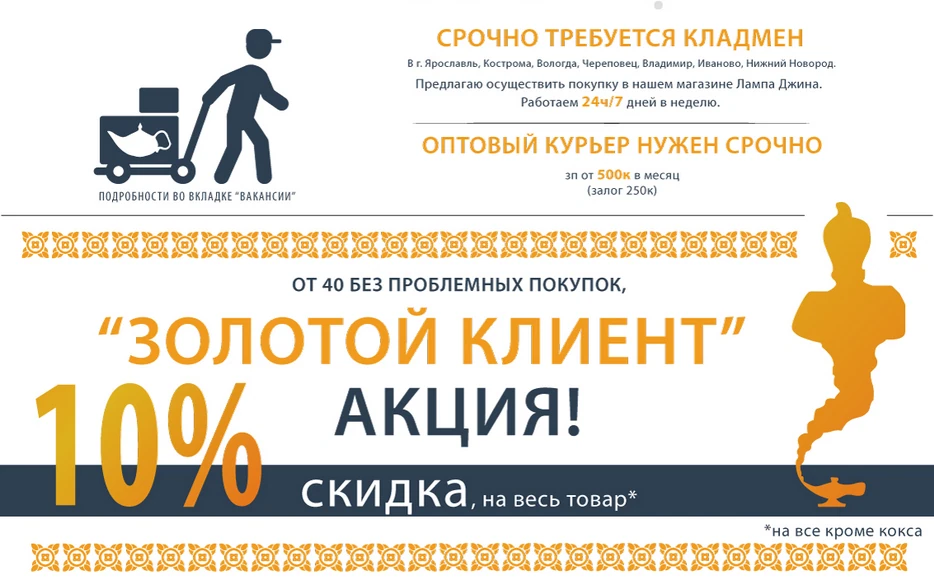 СРОЧНО ТРЕБУЕТСЯ КЛАДМЕН
В г. Ярославль, Кострома, Вологда, Череповец, Владимир, Иваново, Нижний Новород.
Предлагаю осуществить покупку в нашем магазине Лампа Джина.
Работаем 24ч/7 дней в неделю.
ОПТОВЫЙ КУРЬЕР НУЖЕН СРОЧНО
зп от 500к в месяц
(залог 250к)
ПОДРОБНОСТИ ВО ВКЛАДКЕ "ВАКАНСИИ"
ОТ 40 БЕЗ ПРОБЛЕМНЫХ ПОКУПОК,
“ЗОЛОТОЙ КЛИЕНТ”
10% АКЦИЯ!
скидка, на весь товар*
*на все кроме кокса